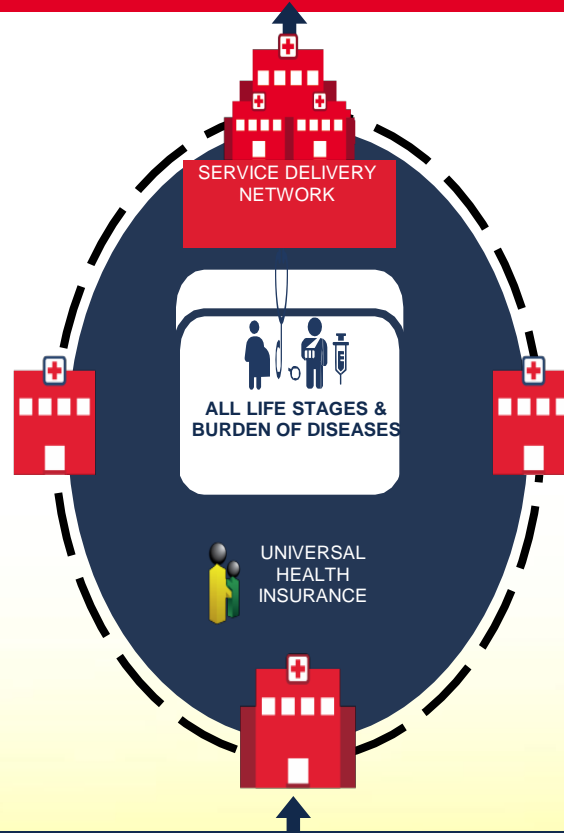 SERVICE DELIVERY
NETWORK
ALL LIFE STAGES &
BURDEN OF DISEASES
UNIVERSAL
HEALTH
INSURANCE